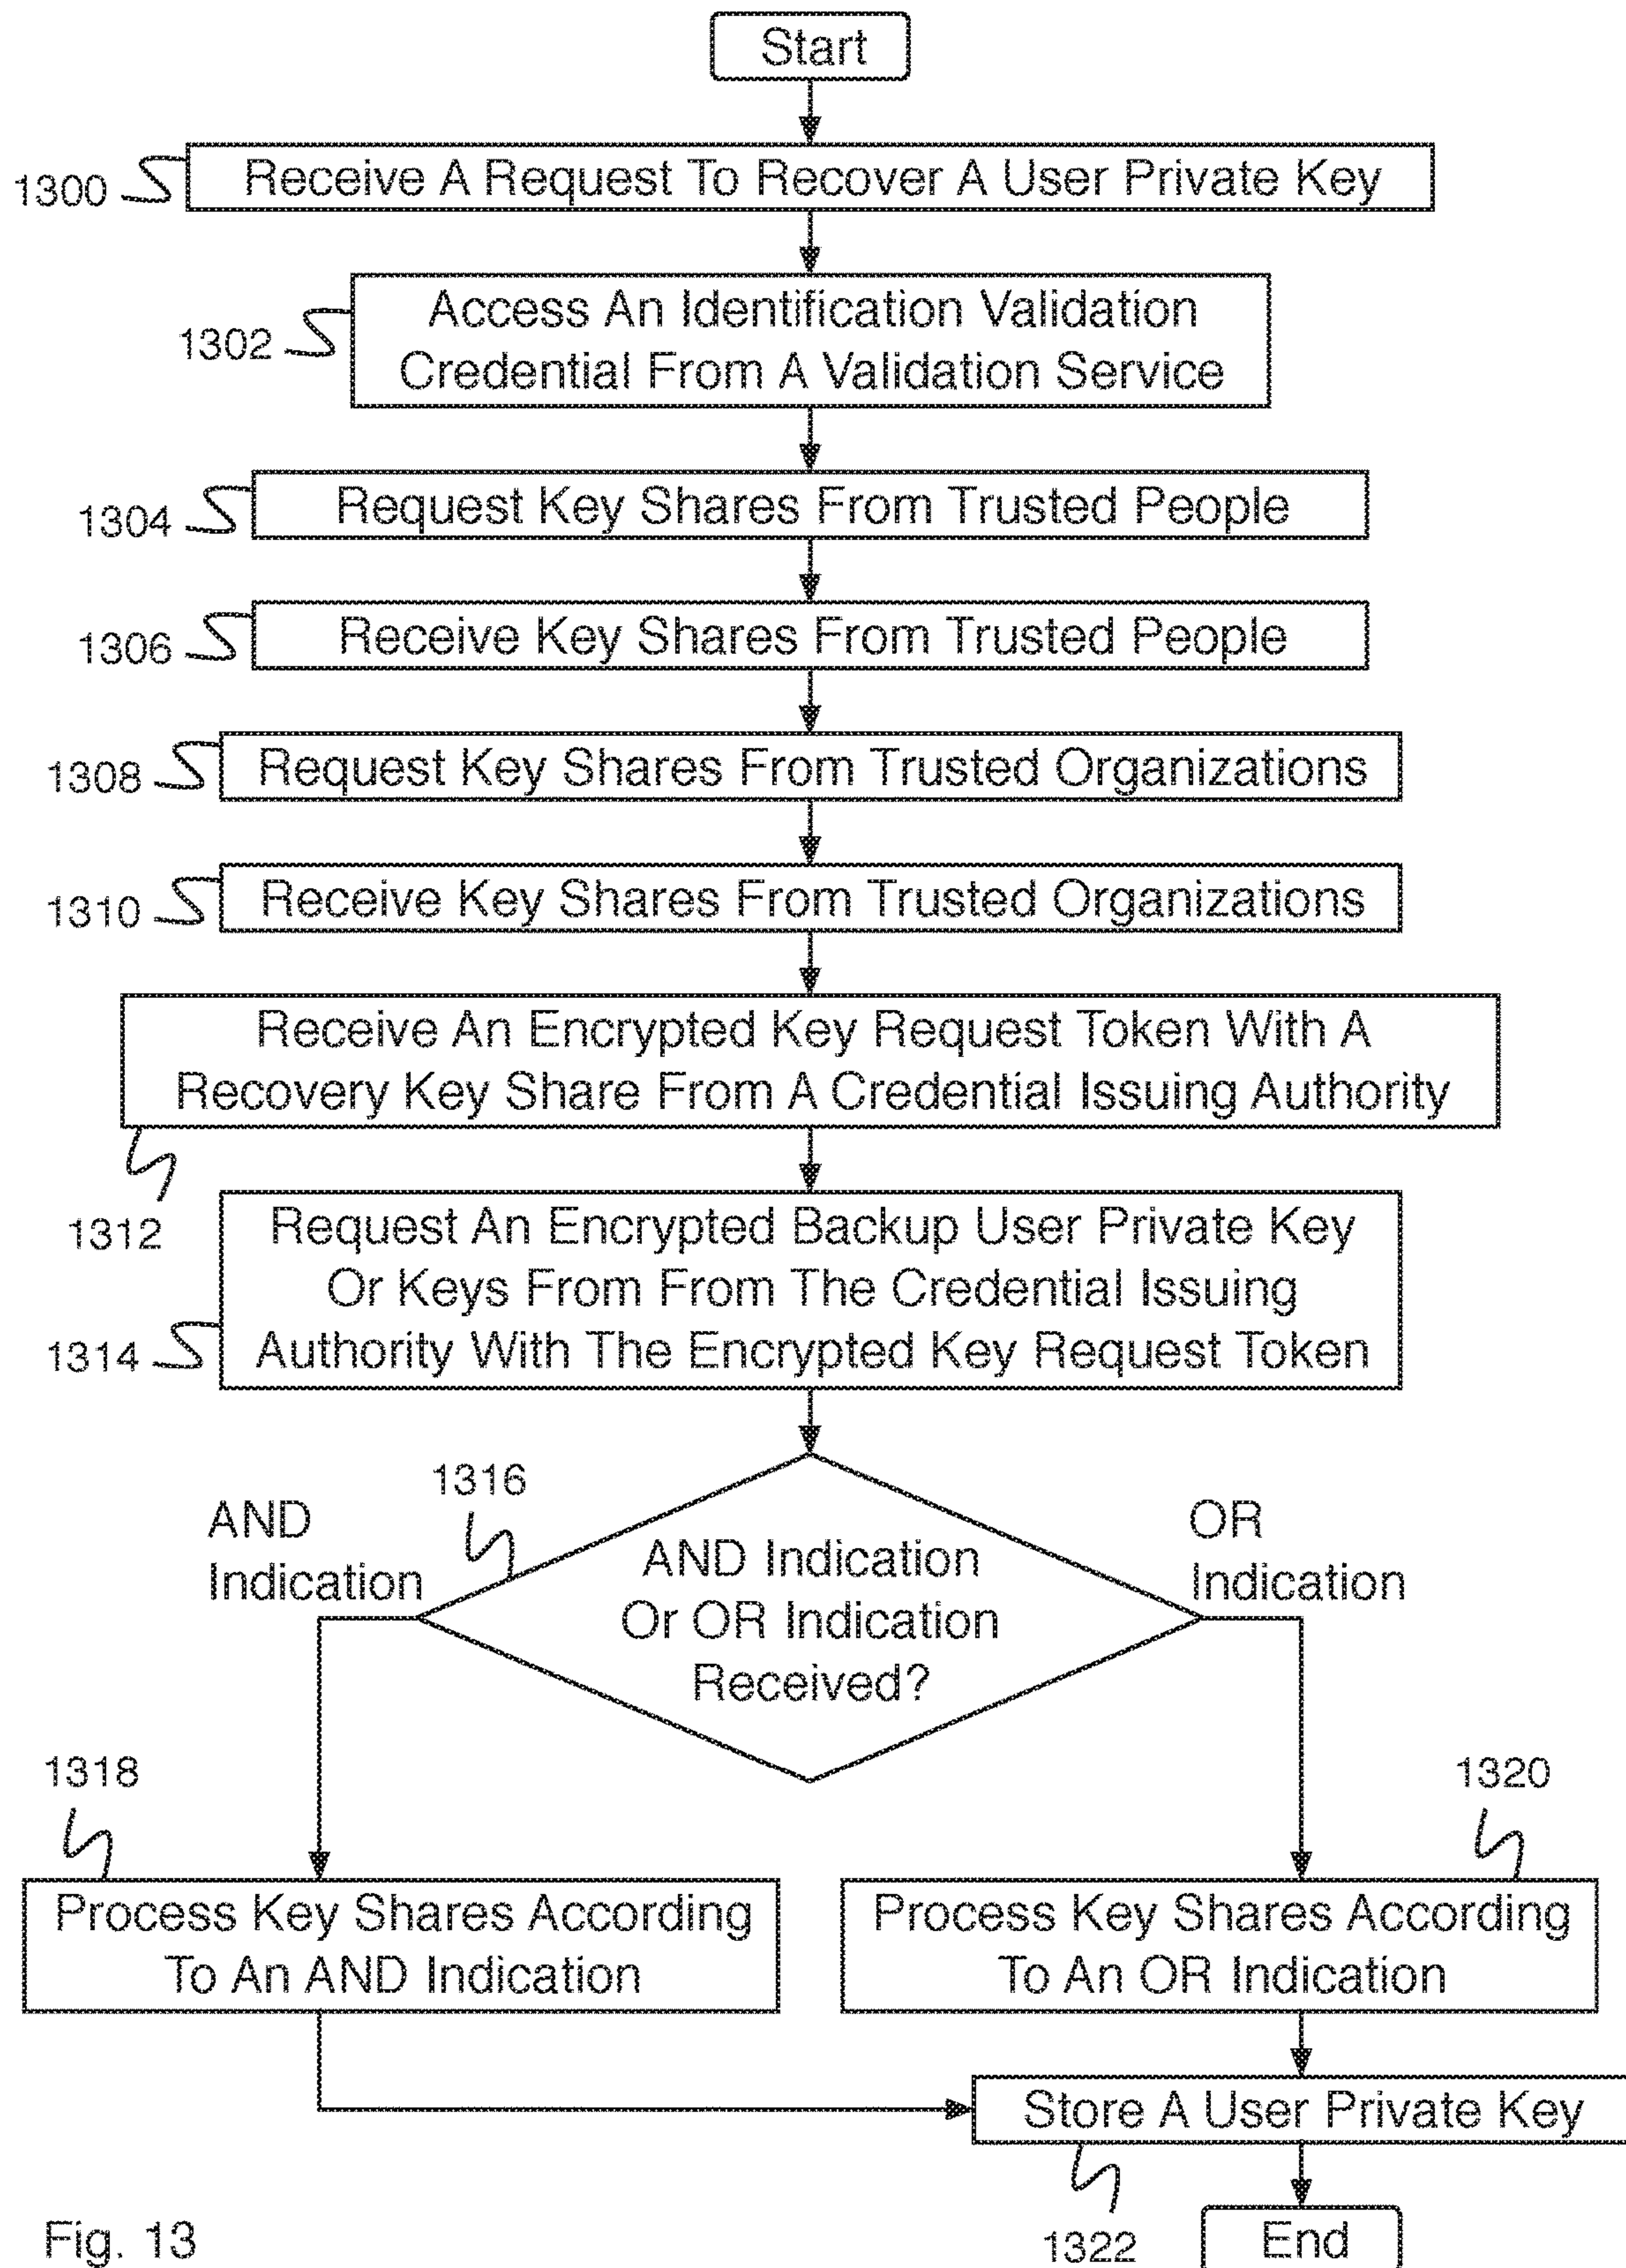 Start
1300
Receive A Request To Recover A User Private Key
1302
Access An Identification Validation
Credential From A Validation Service
1304
Request Key Shares From Trusted People
1306
Receive Key Shares From Trusted People
1308
Request Key Shares From Trusted Organizations
1310
Receive Key Shares From Trusted Organizations
Receive An Encrypted Key Request Token With A
Recovery Key Share From A Credential Issuing Authority
1312
Request An Encrypted Backup User Private Key
Or Keys From From The Credential Issuing
Authority With The Encrypted Key Request Token
1314
1316
AND
Indication
AND Indication
Or OR Indication
Received?
OR
Indication
1318
1320
Process Key Shares According
To An AND Indication
Process Key Shares According
To An OR Indication
Store A User Private Key
1322
End
Fig. 13